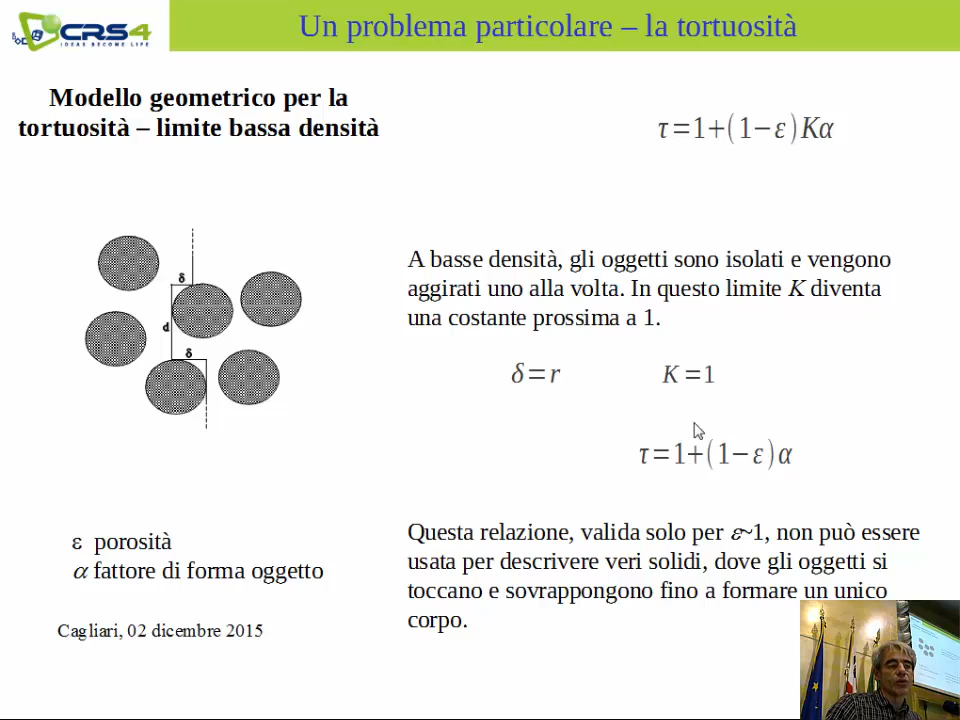 CRS4
IDEAS BECOME LIFE
Un problema particolare – la tortuosità
Modello geometrico per la
tortuosità – limite bassa densità
τ=1+(1−ε)Kα
δ
d
δ
A basse densità, gli oggetti sono isolati e vengono
aggirati uno alla volta. In questo limite K diventa
una costante prossima a 1.
δ=r K=1
τ=1+(1−ε)α
ε porosità
α fattore di forma oggetto
Questa relazione, valida solo per ε~1, non può essere
usata per descrivere veri solidi, dove gli oggetti si
toccano e sovrappongono fino a formare un unico
corpo.
Cagliari, 02 dicembre 2015